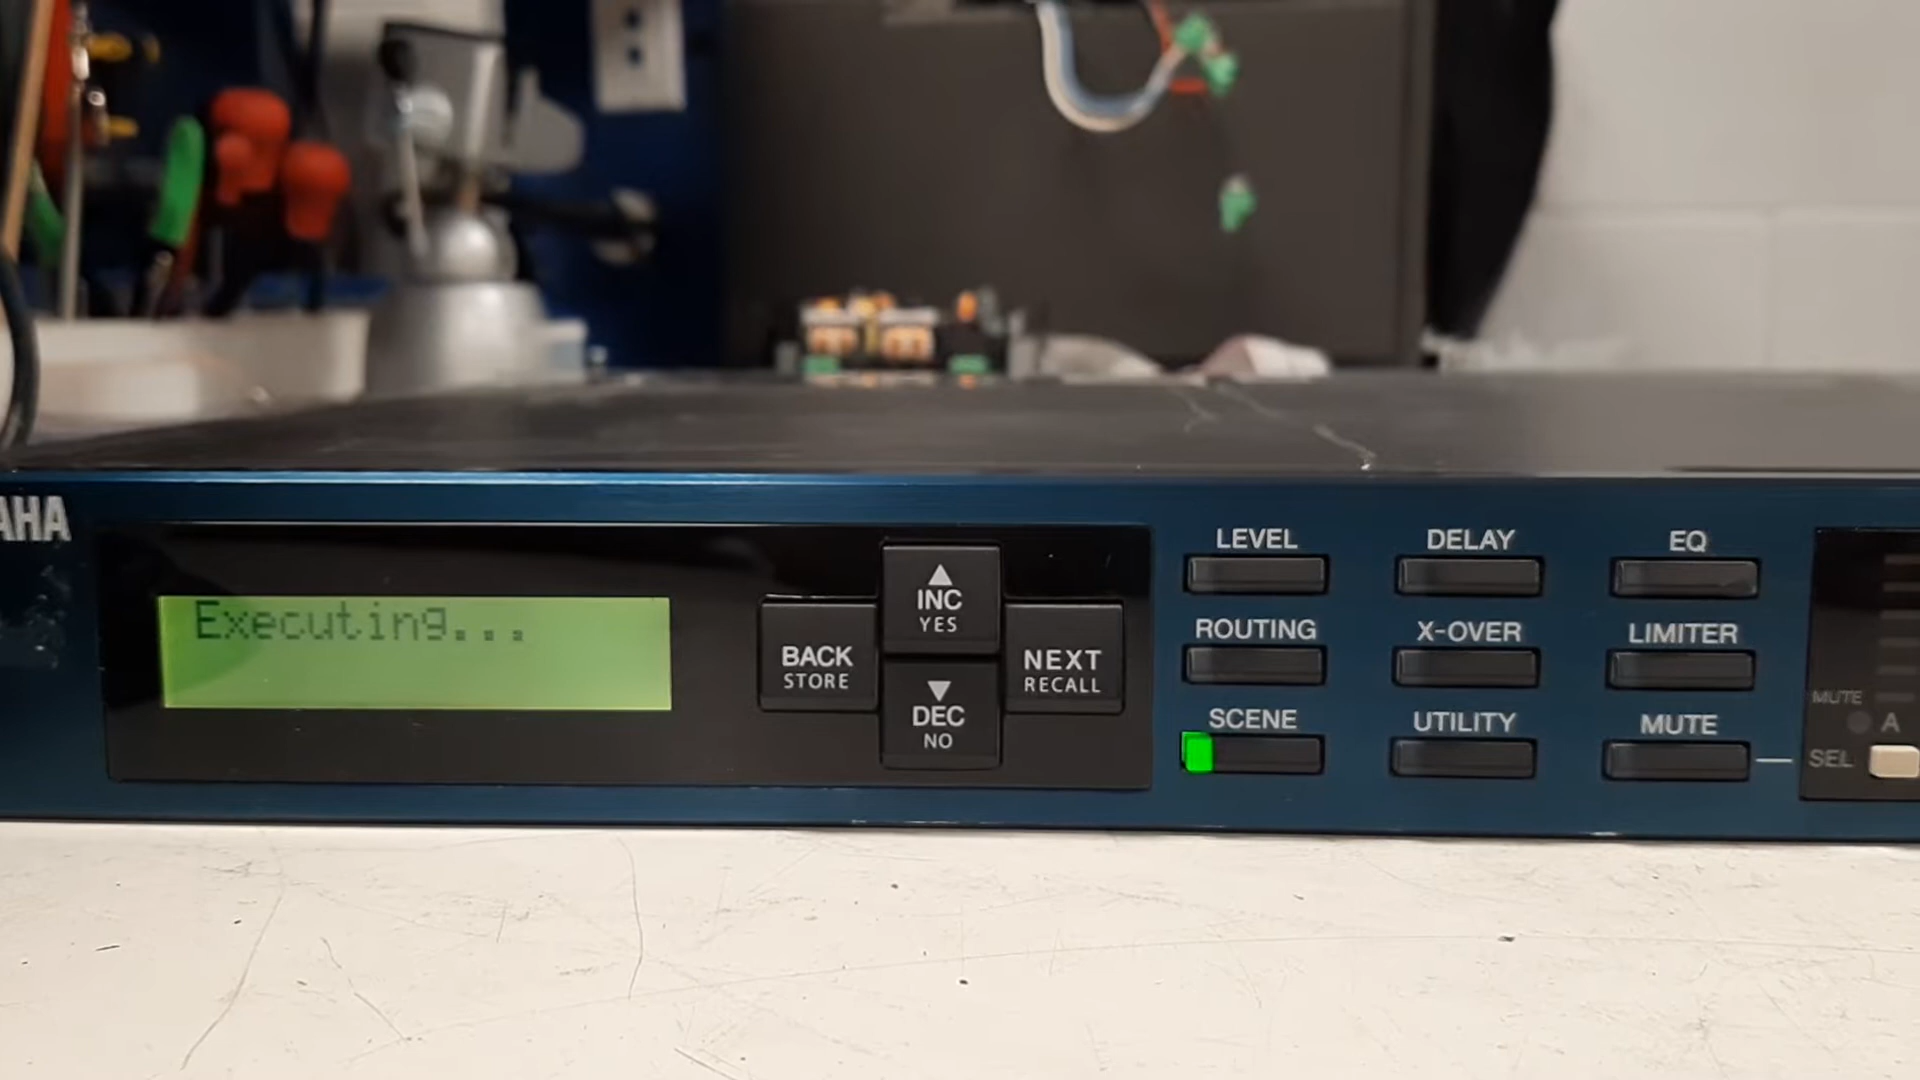 AHA
Executing...
INC
YES
BACK
STORE
NEXT
RECALL
DEC
NO
LEVEL
DELAY
EQ
ROUTING
X-OVER
LIMITER
SCENE
UTILITY
MUTE
MUTE
A
SEL